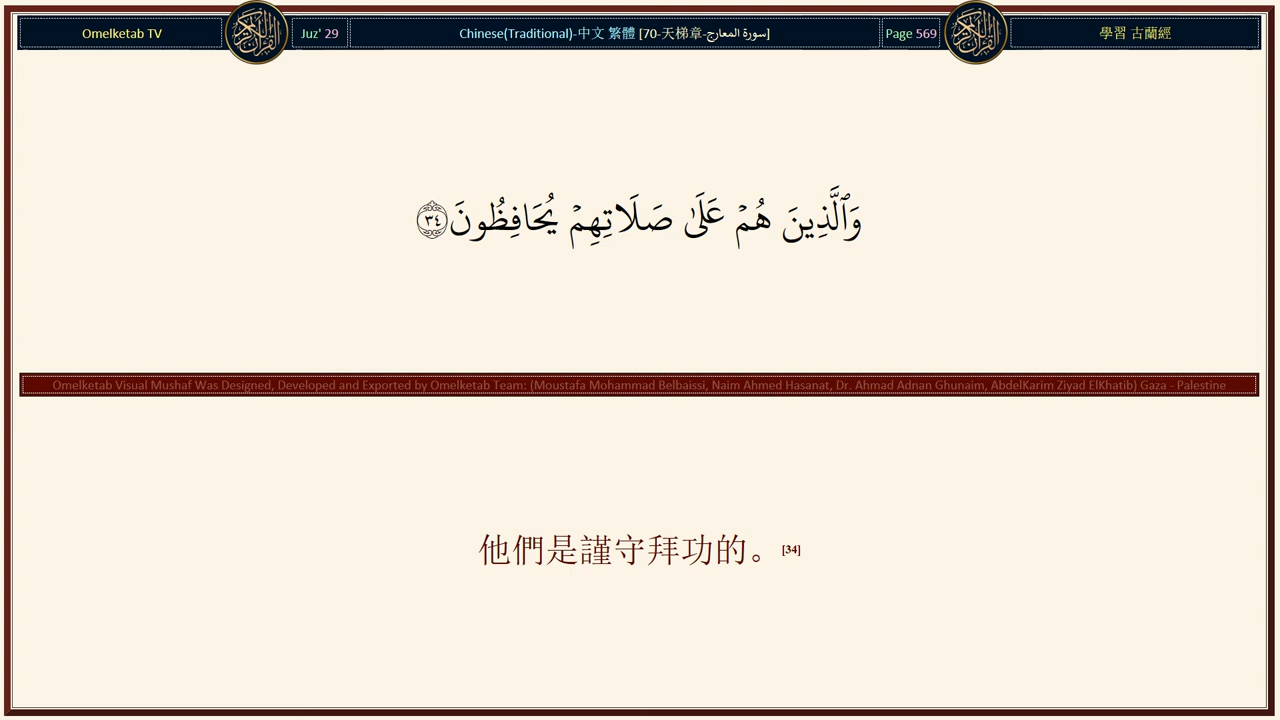 Omelketab TV
Juz' 29
Chinese(Traditional)-中文 繁體 [70-天梯章-سورة المعارج]
Page 569
學習 古蘭經
وَٱلَّذِينَ هُمۡ عَلَىٰ صَلَاتِهِمۡ يُحَافِظُونَ ٣٤
Omelketab Visual Mushaf Was Designed, Developed and Exported by Omelketab Team: (Moustafa Mohammad Belbaissi, Naim Ahmed Hasanat, Dr. Ahmad Adnan Ghunaim, AbdelKarim Ziyad ElKhatib) Gaza - Palestine
他們是謹守拜功的。[34]